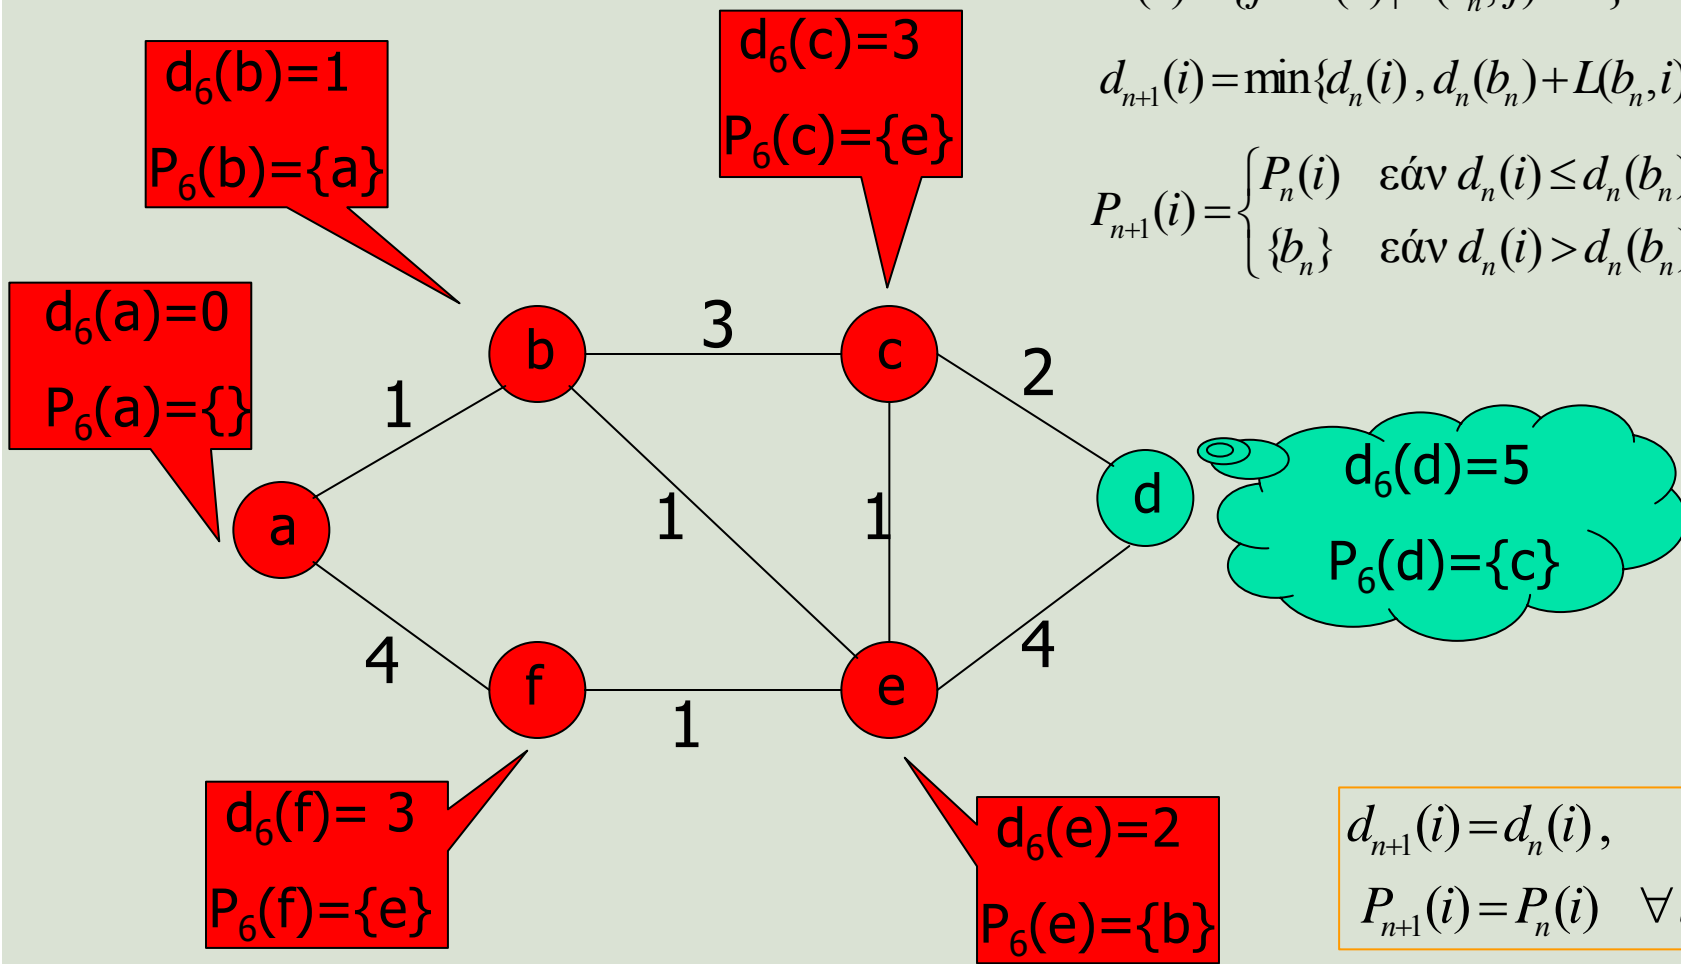 d₆(b)=1
P₆(b)={a}
d₆(c)=3
P₆(c)={e}
dₙ₊₁(i)=min{dₙ(i), dₙ(bₙ)+L(bₙ,i)
Pₙ₊₁(i)={Pₙ(i) εάν dₙ(i)≤dₙ(bₙ)
{bₙ} εάν dₙ(i)>dₙ(bₙ)
d₆(a)=0
P₆(a)={}
b
3
c
2
1
d₆(d)=5
P₆(d)={c}
d
a
1
1
4
f
1
e
4
d₆(f)= 3
P₆(f)={e}
d₆(e)=2
P₆(e)={b}
dₙ₊₁(i)=dₙ(i),
Pₙ₊₁(i)=Pₙ(i) ∀